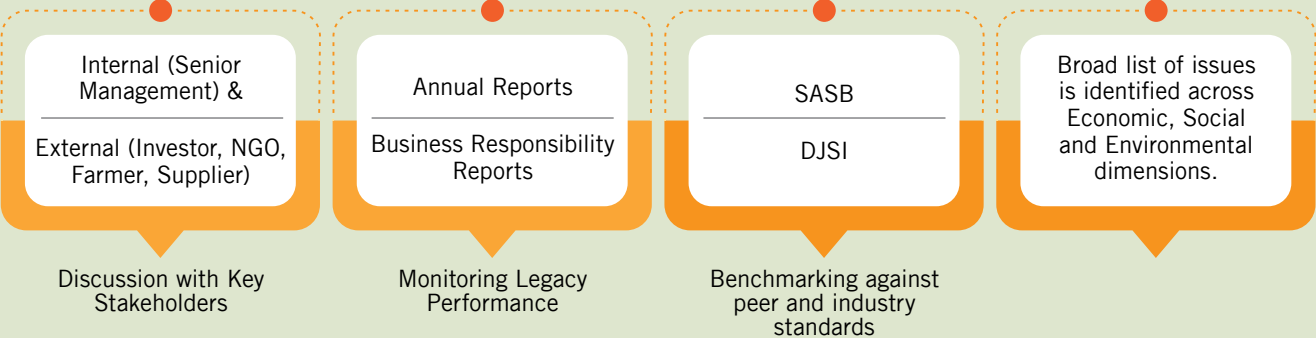 Internal (Senior
Management) &
External (Investor, NGO,
Farmer, Supplier)
Discussion with Key
Stakeholders
Annual Reports
Business Responsibility
Reports
Monitoring Legacy
Performance
SASB
DJSI
Benchmarking against
peer and industry
standards
Broad list of issues
is identified across
Economic, Social
and Environmental
dimensions.